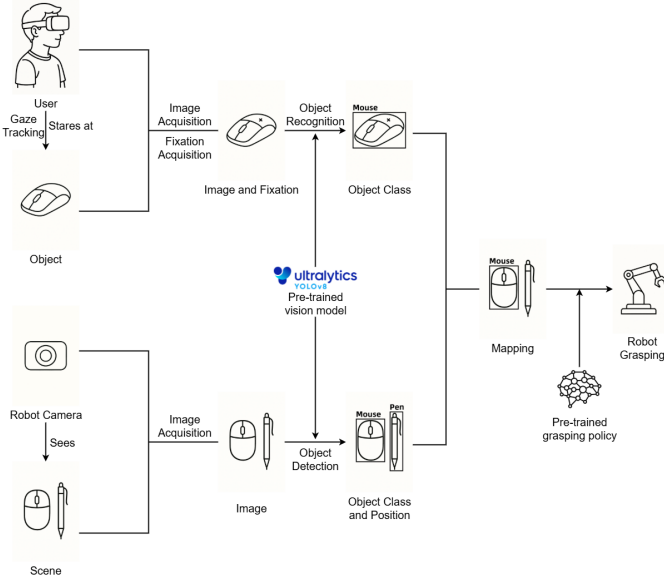 User
Gaze
Tracking
Stares at
Object
Image
Acquisition
Fixation
Acquisition
Image and Fixation
Object
Recognition
Mouse
Object Class
ultralytics
YOLOv8
Pre-trained
vision model
Robot Camera
Sees
Scene
Image
Acquisition
Image
Object
Detection
Mouse
Pen
Object Class
and Position
Mouse
Mapping
Pre-trained
grasping policy
Robot
Grasping